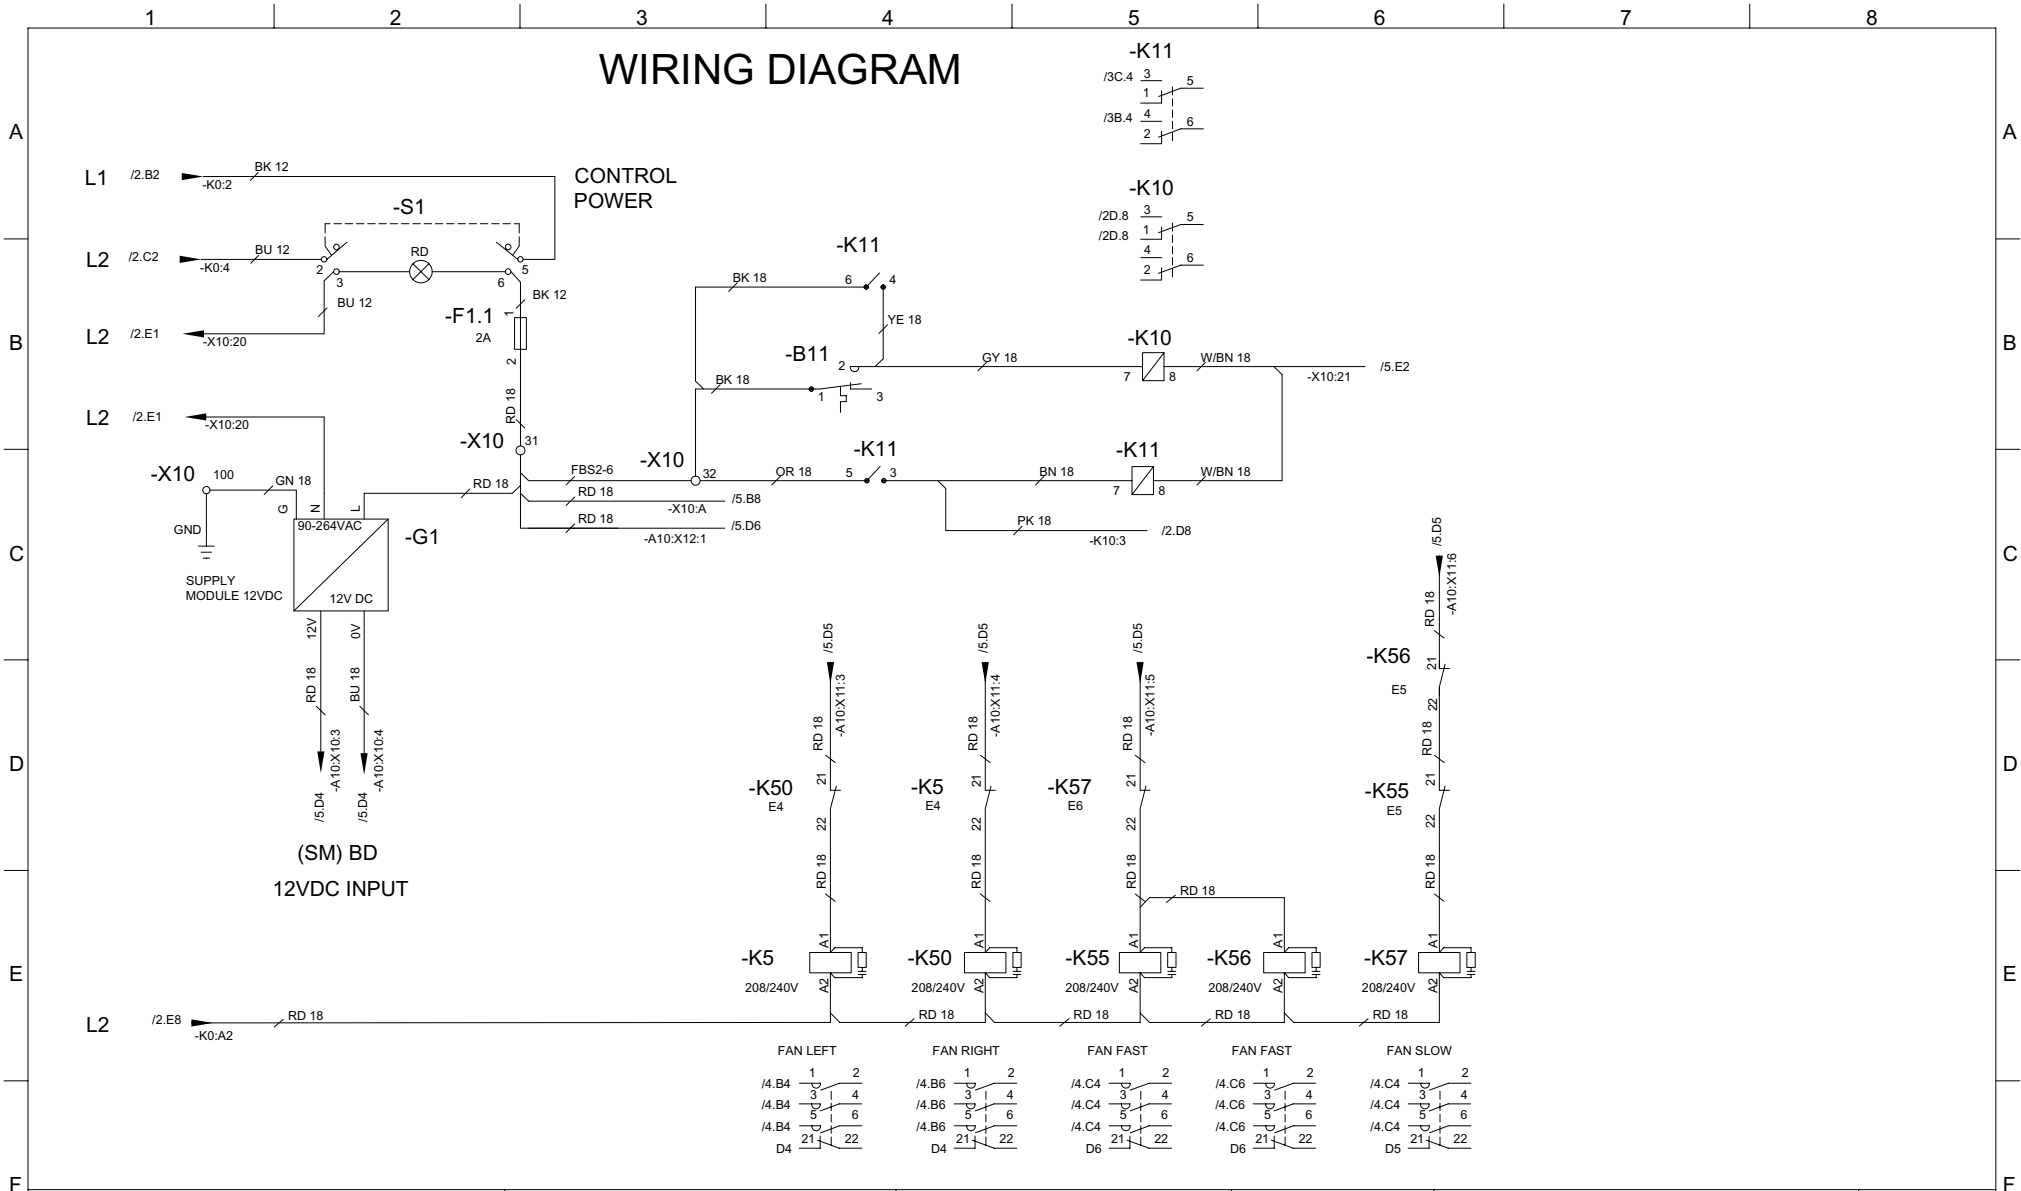 1 2 3 4 5 6 7 8
WIRING DIAGRAM
-K11
/3C.4 3 5
1
/3B.4 4 6
2
A A
L1 /2.B2 -K0:2 BK 12
CONTROL
POWER
-K10
/2D.8 3 5
/2D.8 1
4 6
2
-S1
L2 /2.C2 -K0:4 BU 12 2 RD 5
3 6
BU 12 BK 12
-K11
BK 18 6 4
YE 18
-F1.1
2A
1
2
RD 18
B B
L2 /2.E1 -X10:20
-B11 2
BK 18 1 3
GY 18
-K10
7 8
W/BN 18
-X10:21 /5.E2
L2 /2.E1 -X10:20
-X10 31
-X10 100
GN 18
GND
G N L
RD 18
FBS2-6
-X10 32
OR 18
-K11
5 3
BN 18
-K11
7 8
W/BN 18
RD 18 -X10:A /5.B8
RD 18 -A10:X12:1 /5.D6
PK 18 -K10:3 /2.D8
90-264VAC
-G1
12V DC
SUPPLY
MODULE 12VDC
C C
12V 0V
RD 18 BU 18
-A10:X10:3 -A10:X10:4
/5.D4 /5.D4
(SM) BD
12VDC INPUT
/5.D5 /5.D5 /5.D5 /5.D5
-A10:X11:3 -A10:X11:4 -A10:X11:5 -A10:X11:6
RD 18 RD 18 RD 18 RD 18
-K56
E5
21
22
RD 18
D D
-K50 -K5 -K57 -K55
E4 E4 E6 E5
21 21 21 21
22 22 22 22
RD 18 RD 18 RD 18 RD 18
RD 18
A1 A1 A1 A1 A1
-K5 -K50 -K55 -K56 -K57
208/240V 208/240V 208/240V 208/240V 208/240V
A2 A2 A2 A2 A2
E E
L2 /2.E8 -K0:A2 RD 18 RD 18 RD 18 RD 18 RD 18
FAN LEFT FAN RIGHT FAN FAST FAN FAST FAN SLOW
/4.B4 1 2 /4.B6 1 2 /4.C4 1 2 /4.C6 1 2 /4.C4 1 2
/4.B4 3 4 /4.B6 3 4 /4.C4 3 4 /4.C6 3 4 /4.C4 3 4
/4.B4 5 6 /4.B6 5 6 /4.C4 5 6 /4.C6 5 6 /4.C4 5 6
D4 21 22 D4 21 22 D6 21 22 D6 21 22 D5 21 22
F F